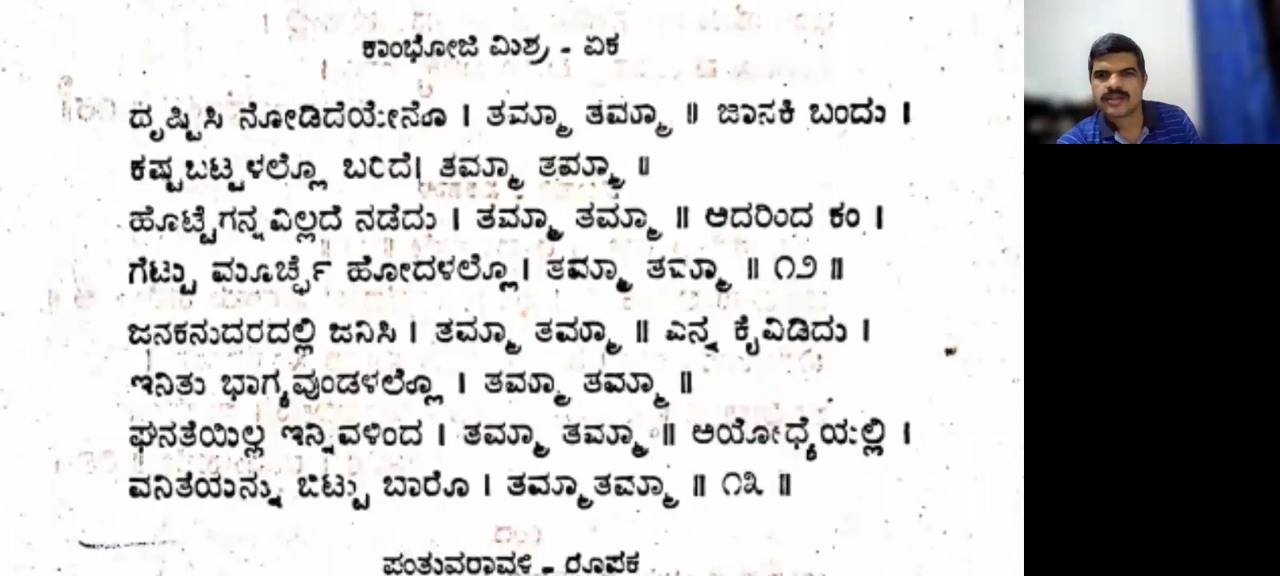 ಕಾಂಭೋಜಿ ಮಿಶ್ರ - ಏಕ
ದೃಷ್ಟಿಸಿ ನೋಡಿದೆಯೇನೊ । ತಮ್ಮಾ ತಮ್ಮಾ ॥ ಜಾನಕಿ ಬಂದು ।
ಕಷ್ಟಬಟ್ಟಳಲ್ಲೊ ಬರಿದೆ। ತಮ್ಮಾ ತಮ್ಮಾ ॥
ಹೊಟ್ಟೆಗನ್ನವಿಲ್ಲದೆ ನಡೆದು । ತಮ್ಮಾ ತಮ್ಮಾ ॥ ಆದರಿಂದ ಕಂ ।
ಗೆಟ್ಟು ಮೂರ್ಚ್ಛೆ ಹೋದಳಲ್ಲೊ। ತಮ್ಮಾ ತಮ್ಮಾ ॥ ೧೨ ॥
ಜನಕನುದರದಲ್ಲಿ ಜನಿಸಿ । ತಮ್ಮಾ ತಮ್ಮಾ ॥ ಎನ್ನ ಕೈವಿಡಿದು ।
ಇನಿತು ಭಾಗ್ಯವುಂಡಳಲ್ಲೊ । ತಮ್ಮಾ ತಮ್ಮಾ ॥
ಘನತೆಯಿಲ್ಲ ಇನ್ನಿವಳಿಂದ । ತಮ್ಮಾ ತಮ್ಮಾ ॥ ಅಯೋಧ್ಯೆಯಲ್ಲಿ ।
ವನಿತೆಯನ್ನು ಬಿಟ್ಟು ಬಾರೊ । ತಮ್ಮಾತಮ್ಮಾ ॥ ೧೩ ॥
ಪಂತುವರಾವಳಿ - ರೂಪಕ